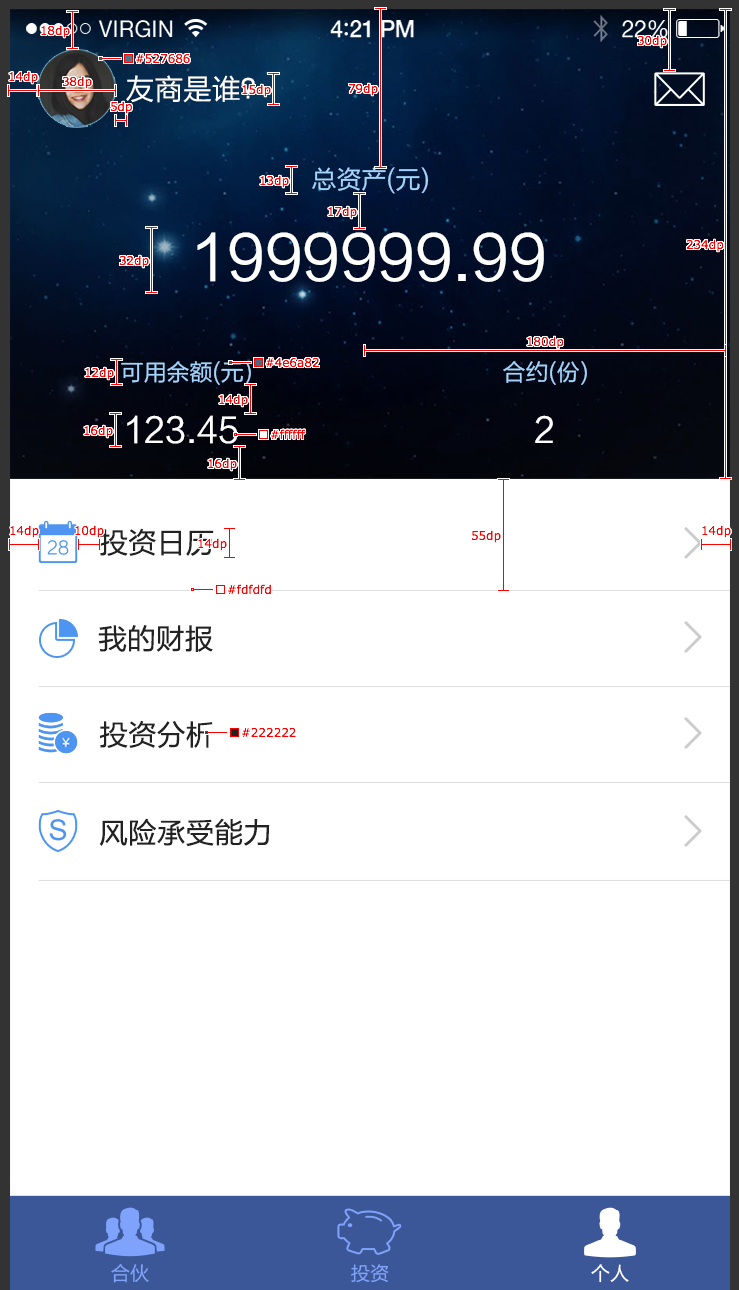 VIRGIN 4:21 PM 22%
18dp 30dp
#527686
14dp 38dp 友商是谁? 15dp 79dp
5dp
13dp 总资产(元)
17dp
234dp
32dp 1999999.99
180dp
#4e6a82
12dp 可用余额(元) 合约(份)
14dp
16dp 123.45 #ffffff 2
16dp
55dp
14dp 28 10dp 投资日历 14dp 14dp
#fdfdfd
我的财报
¥ 投资分析 #222222
S 风险承受能力
合伙 投资 个人